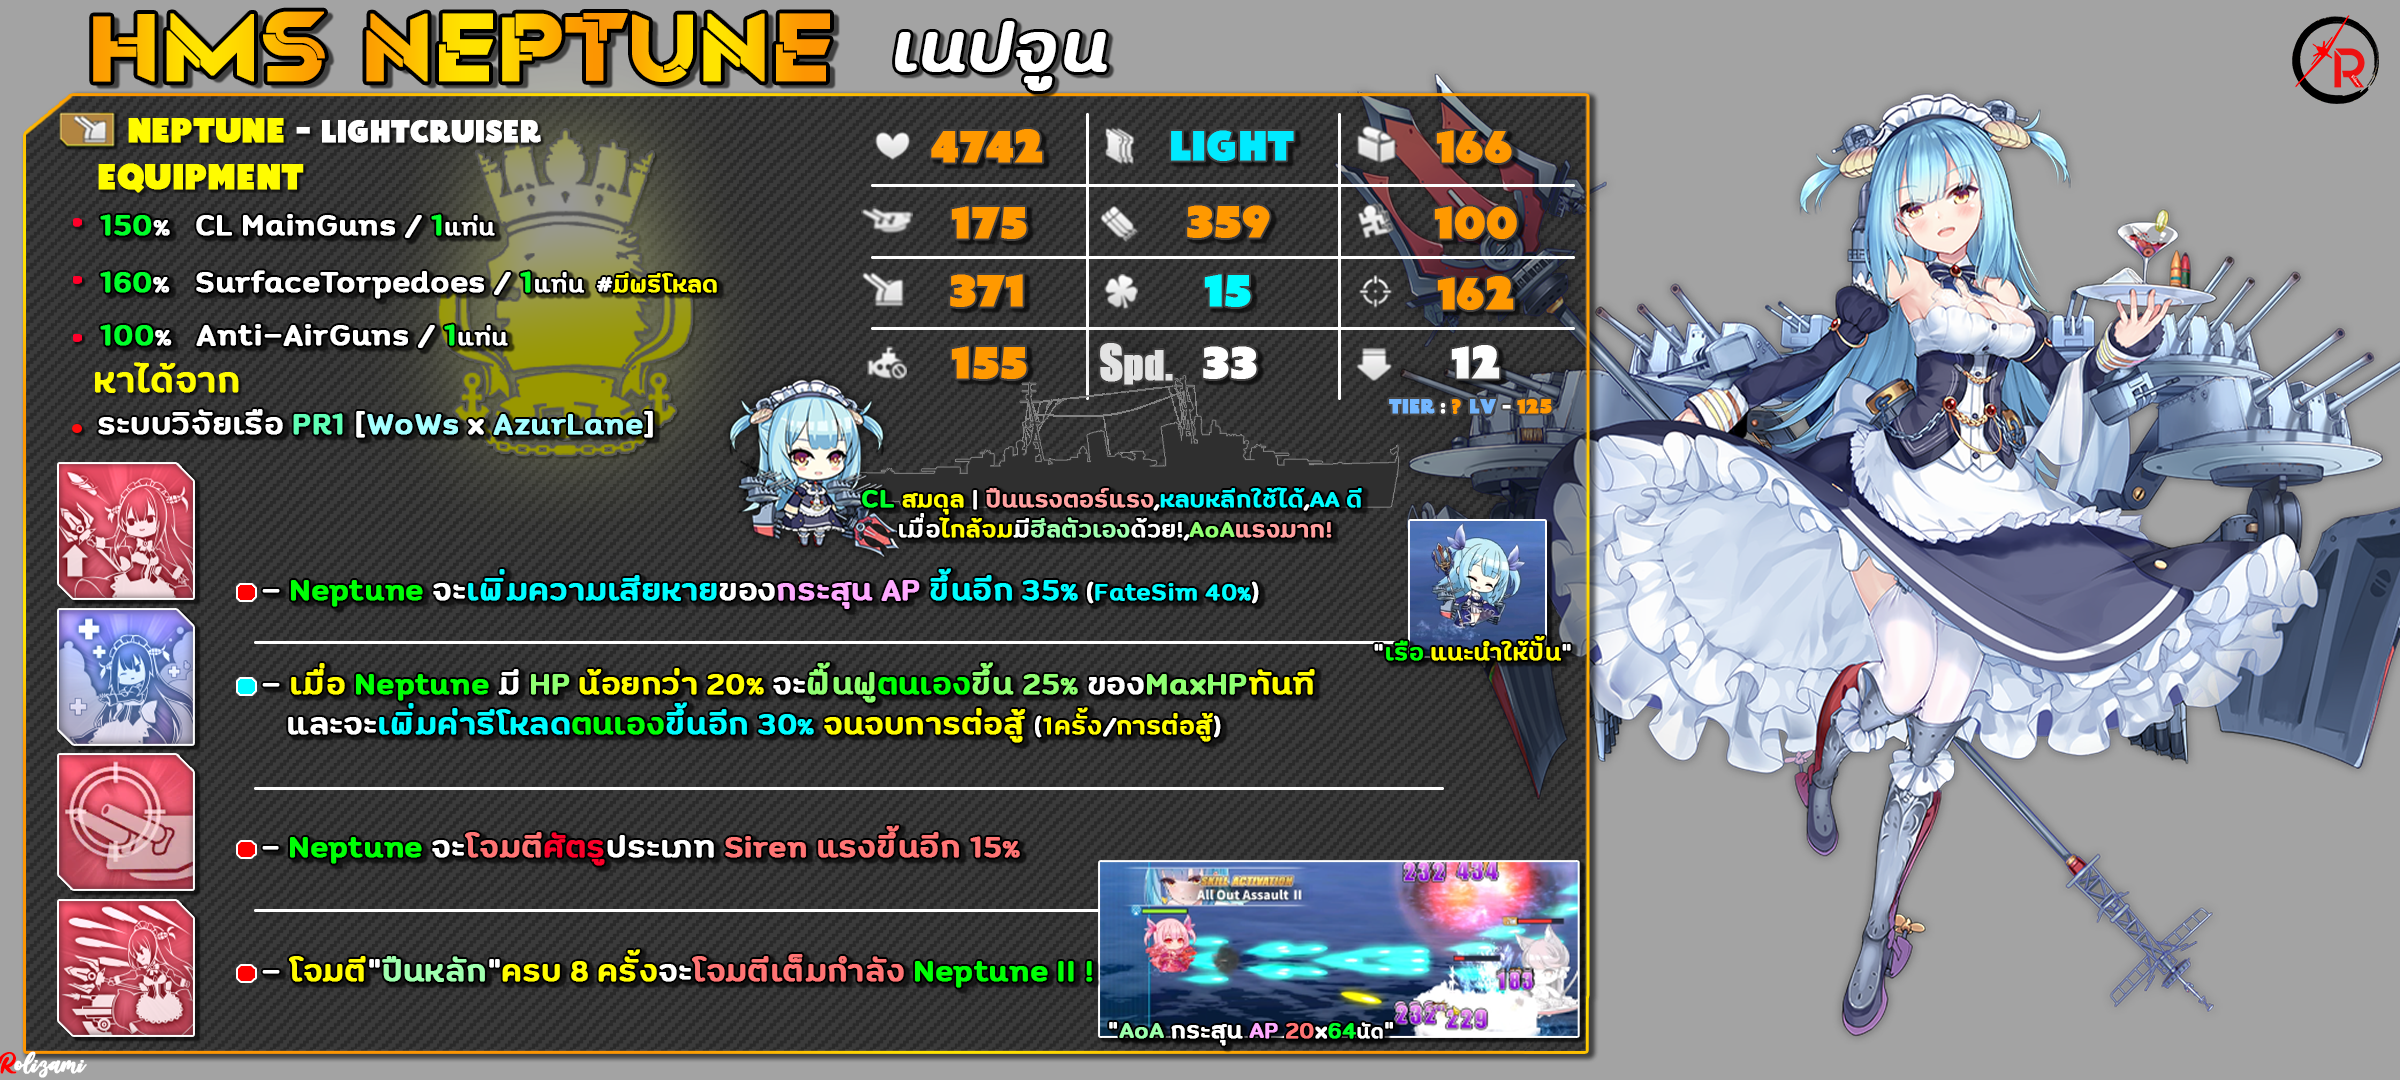 HMS NEPTUNE เนปจูน
R
NEPTUNE - LIGHTCRUISER
EQUIPMENT
150% CL MainGuns / 1แท่น
160% SurfaceTorpedoes / 1แท่น #มีพรีโหลด
100% Anti-AirGuns / 1แท่น
หาได้จาก
ระบบวิจัยเรือ PR1 [WoWs x AzurLane]
4742 LIGHT 166
175 359 100
371 15 162
155 Spd. 33 12
TIER : ? LV - 125
CL สมดุล | ปืนแรงตอร์แรง,หลบหลีกใช้ได้,AA ดี
เมื่อใกล้จมมีฮีลตัวเองด้วย!,AoAแรงมาก!
- Neptune จะเพิ่มความเสียหายของกระสุน AP ขึ้นอีก 35% (FateSim 40%)
"เรือ แนะนำให้ปั้น"
- เมื่อ Neptune มี HP น้อยกว่า 20% จะฟื้นฟูตนเองขึ้น 25% ของMaxHPทันที
และจะเพิ่มค่ารีโหลดตนเองขึ้นอีก 30% จนจบการต่อสู้ (1ครั้ง/การต่อสู้)
- Neptune จะโจมตีศัตรูประเภท Siren แรงขึ้นอีก 15%
- โจมตี"ปืนหลัก"ครบ 8 ครั้งจะโจมตีเต็มกำลัง Neptune II !
SKILL ACTIVATION
All Out Assault II
232 434
183
232 229
"AoA กระสุน AP 20x64นัด"
Rolizami